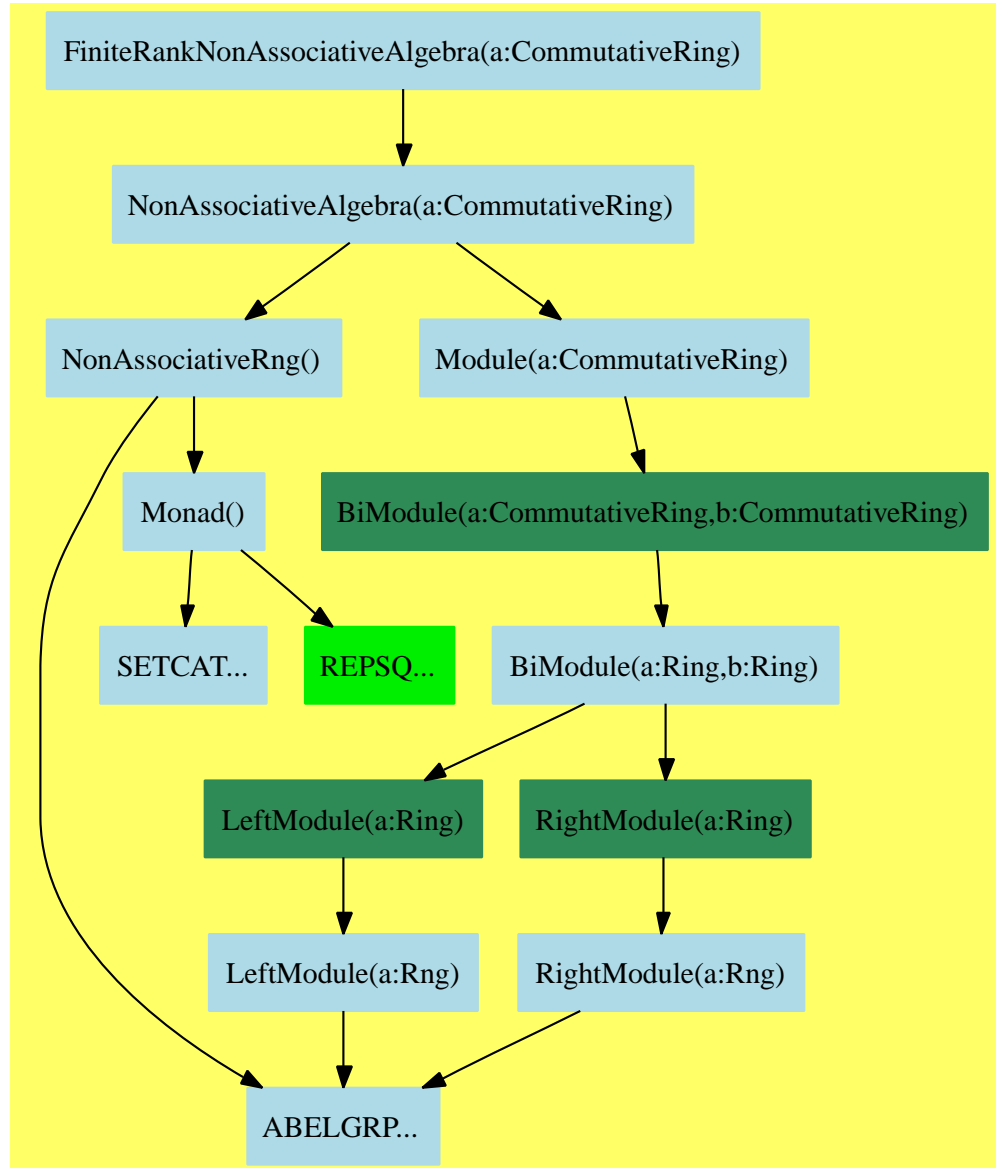 FiniteRankNonAssociativeAlgebra(a:CommutativeRing)
NonAssociativeAlgebra(a:CommutativeRing)
NonAssociativeRng()
Module(a:CommutativeRing)
Monad()
BiModule(a:CommutativeRing,b:CommutativeRing)
SETCAT...
REPSQ...
BiModule(a:Ring,b:Ring)
LeftModule(a:Ring)
RightModule(a:Ring)
LeftModule(a:Rng)
RightModule(a:Rng)
ABELGRP...